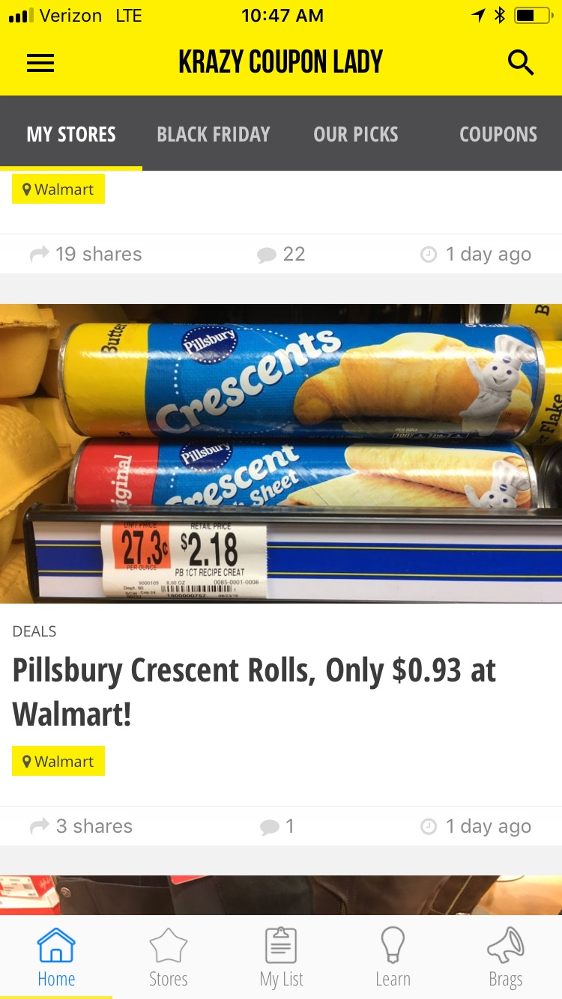 Verizon LTE
10:47 AM
KRAZY COUPON LADY
MY STORES
BLACK FRIDAY
OUR PICKS
COUPONS
Walmart
19 shares
22
1 day ago
Butter
Pillsbury
Crescents
Pillsbury
Crescent
Sheet
Flake
UNIT PRICE
RETAIL PRICE
27.3¢
$2.18
PER OUNCE
PB 1CT RECIPE CREAT
8.00 OZ
0085-0001-0008
DEALS
Pillsbury Crescent Rolls, Only $0.93 at
Walmart!
Walmart
3 shares
1
1 day ago
Home
Stores
My List
Learn
Brags